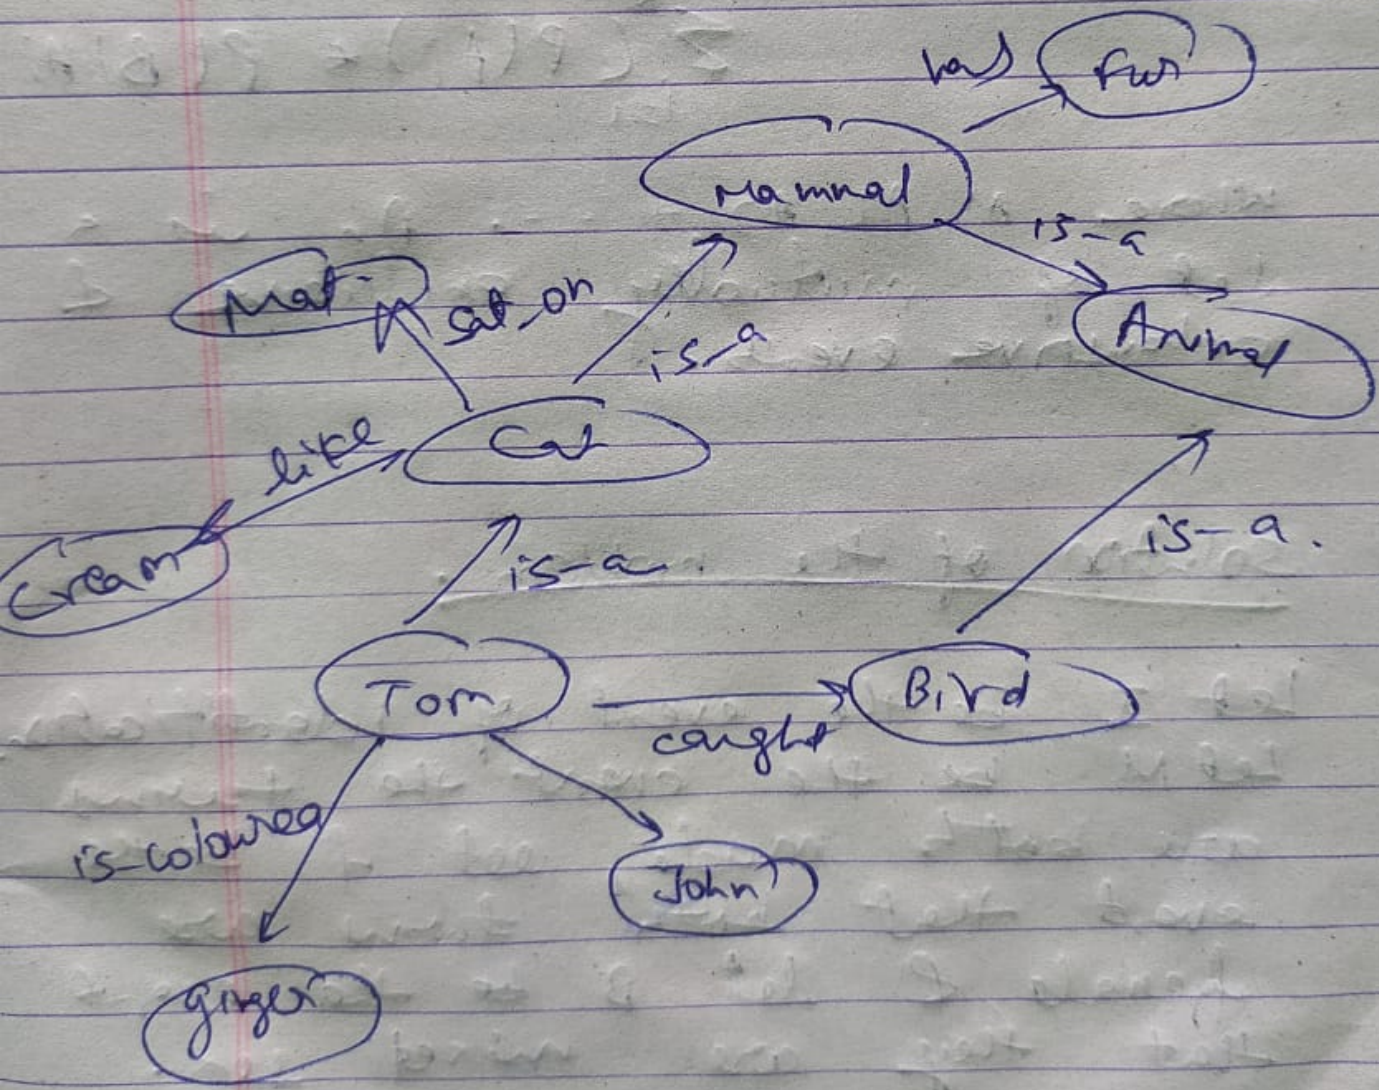 has
Fur
Mammal
is-a
Mat
sat_on
is_a
Animal
Cat
like
Cream
is-a.
is-a.
Tom
caught
Bird
is-coloured
John
ginger